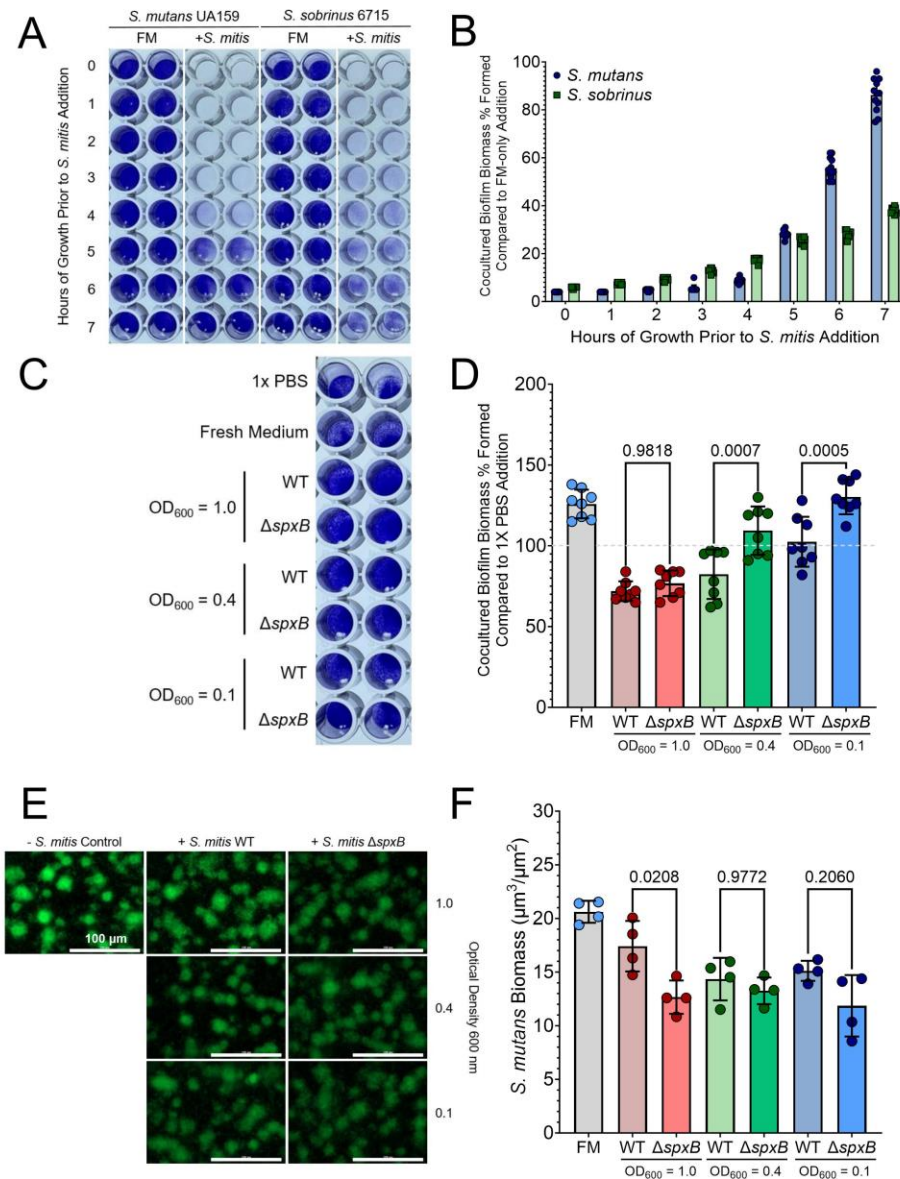 A
S. mutans UA159
S. sobrinus 6715
FM
+S. mitis
FM
+S. mitis
Hours of Growth Prior to S. mitis Addition
0
1
2
3
4
5
6
7
B
Cocultured Biofilm Biomass % Formed
Compared to FM-only Addition
100
80
60
40
20
0
S. mutans
S. sobrinus
0 1 2 3 4 5 6 7
Hours of Growth Prior to S. mitis Addition
C
1x PBS
Fresh Medium
OD600 = 1.0
WT
ΔspxB
OD600 = 0.4
WT
ΔspxB
OD600 = 0.1
WT
ΔspxB
D
Cocultured Biofilm Biomass % Formed
Compared to 1X PBS Addition
200
150
100
50
0
0.9818
0.0007
0.0005
FM WT ΔspxB WT ΔspxB WT ΔspxB
OD600 = 1.0 OD600 = 0.4 OD600 = 0.1
E
- S. mitis Control
+ S. mitis WT
+ S. mitis ΔspxB
100 µm
1.0
0.4
0.1
Optical Density 600 nm
F
S. mutans Biomass (µm³/µm²)
30
25
20
15
10
5
0
0.0208
0.9772
0.2060
FM WT ΔspxB WT ΔspxB WT ΔspxB
OD600 = 1.0 OD600 = 0.4 OD600 = 0.1